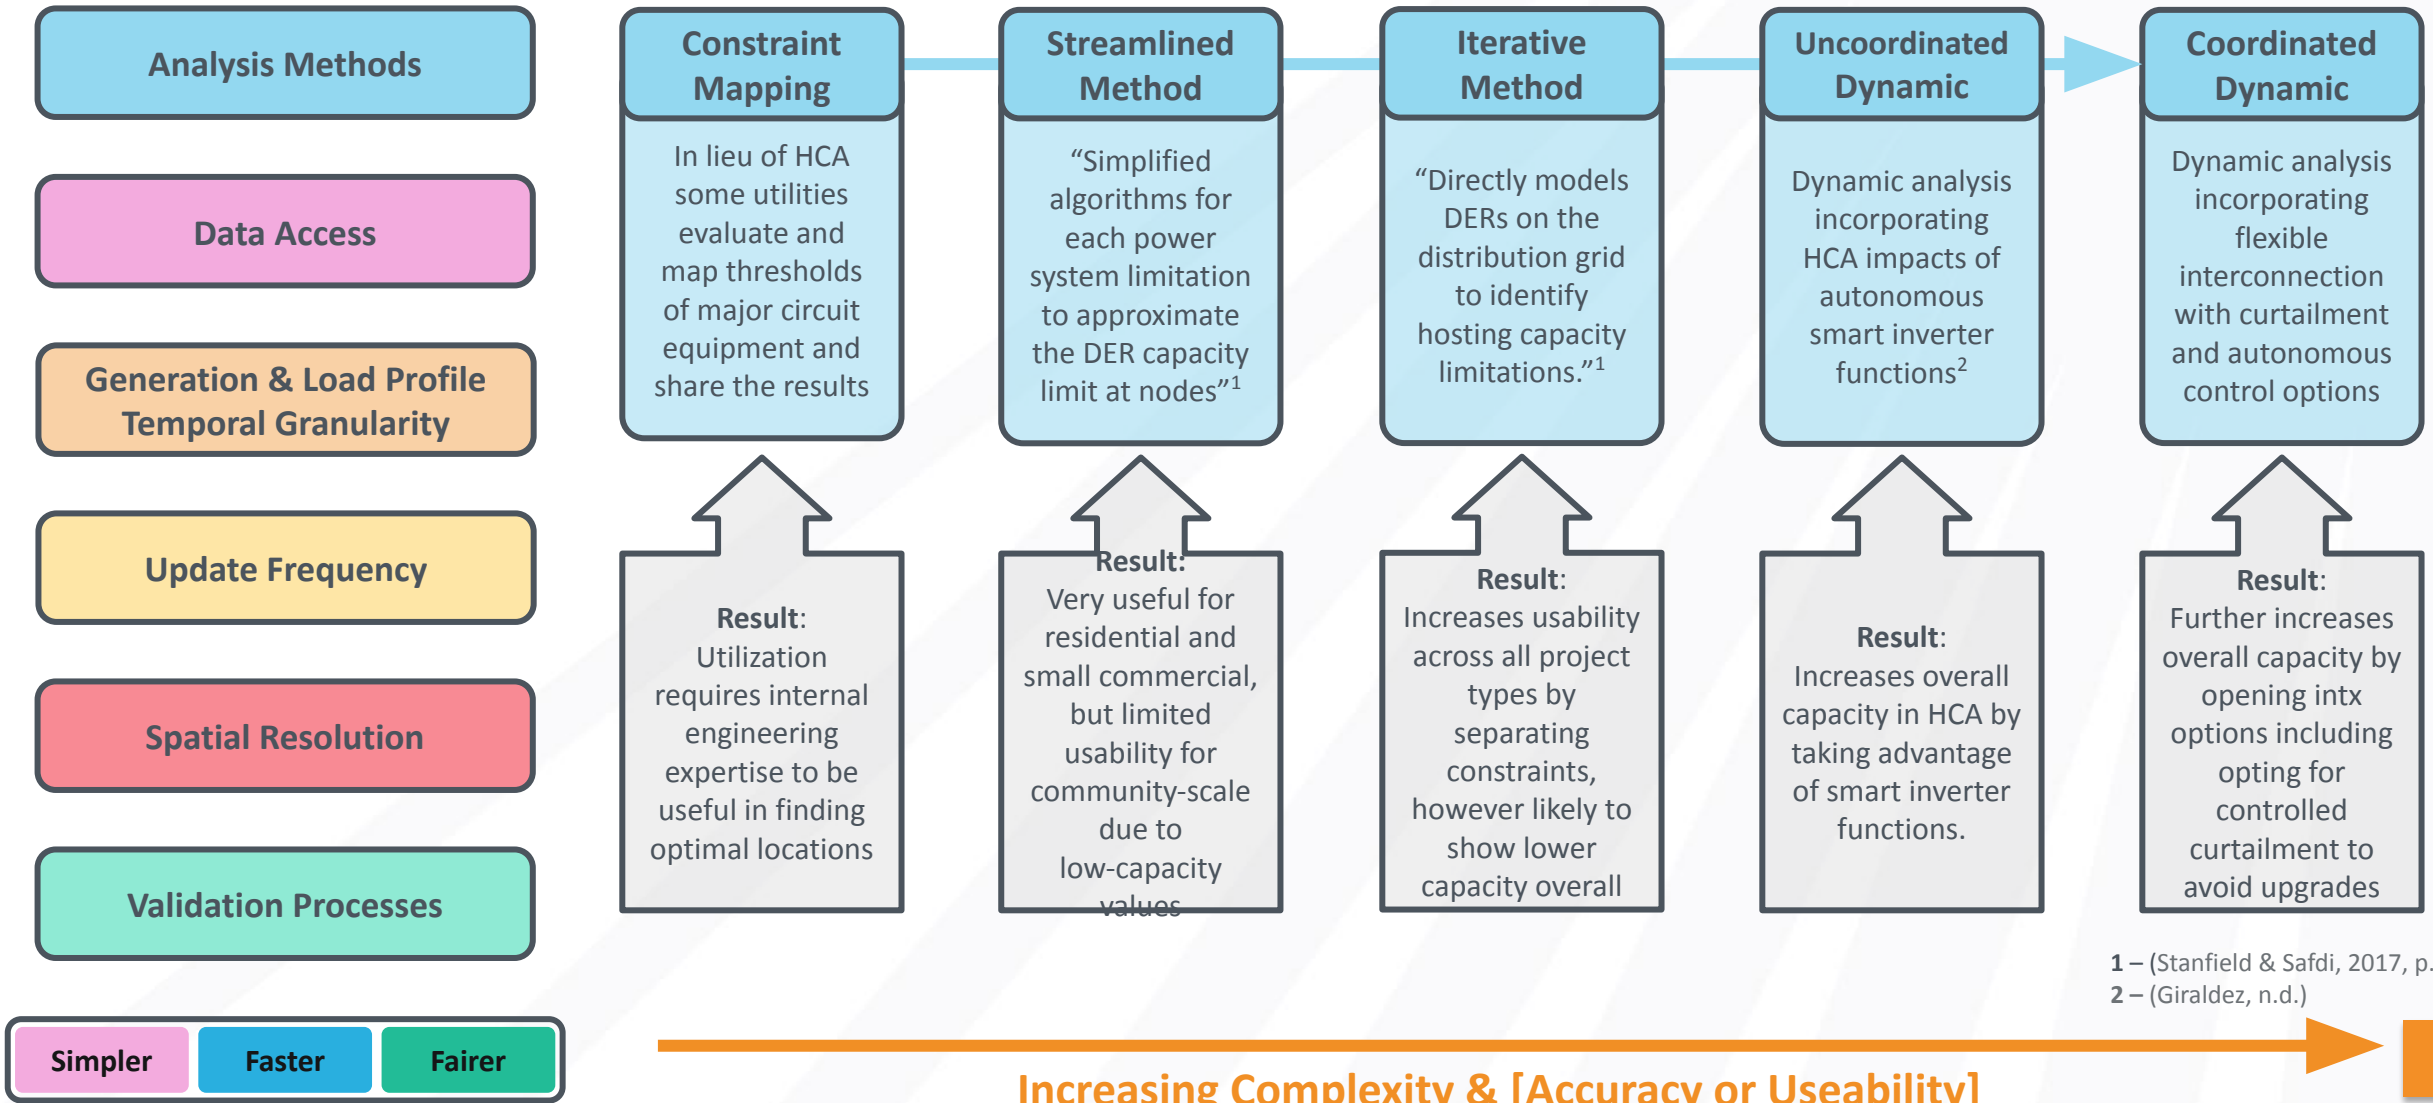 Analysis Methods
Data Access
Generation & Load Profile
Temporal Granularity
Update Frequency
Spatial Resolution
Validation Processes
Simpler
Faster
Fairer
Constraint
Mapping
In lieu of HCA
some utilities
evaluate and
map thresholds
of major circuit
equipment and
share the results
Result:
Utilization
requires internal
engineering
expertise to be
useful in finding
optimal locations
Streamlined
Method
“Simplified
algorithms for
each power
system limitation
to approximate
the DER capacity
limit at nodes”1
Result:
Very useful for
residential and
small commercial,
but limited
usability for
community-scale
due to
low-capacity
values
Iterative
Method
“Directly models
DERs on the
distribution grid
to identify
hosting capacity
limitations.”1
Result:
Increases usability
across all project
types by
separating
constraints,
however likely to
show lower
capacity overall
Uncoordinated
Dynamic
Dynamic analysis
incorporating
HCA impacts of
autonomous
smart inverter
functions2
Result:
Increases overall
capacity in HCA by
taking advantage
of smart inverter
functions.
Coordinated
Dynamic
Dynamic analysis
incorporating
flexible
interconnection
with curtailment
and autonomous
control options
Result:
Further increases
overall capacity by
opening intx
options including
opting for
controlled
curtailment to
avoid upgrades
1 – (Stanfield & Safdi, 2017, p.
2 – (Giraldez, n.d.)
Increasing Complexity & [Accuracy or Useability]